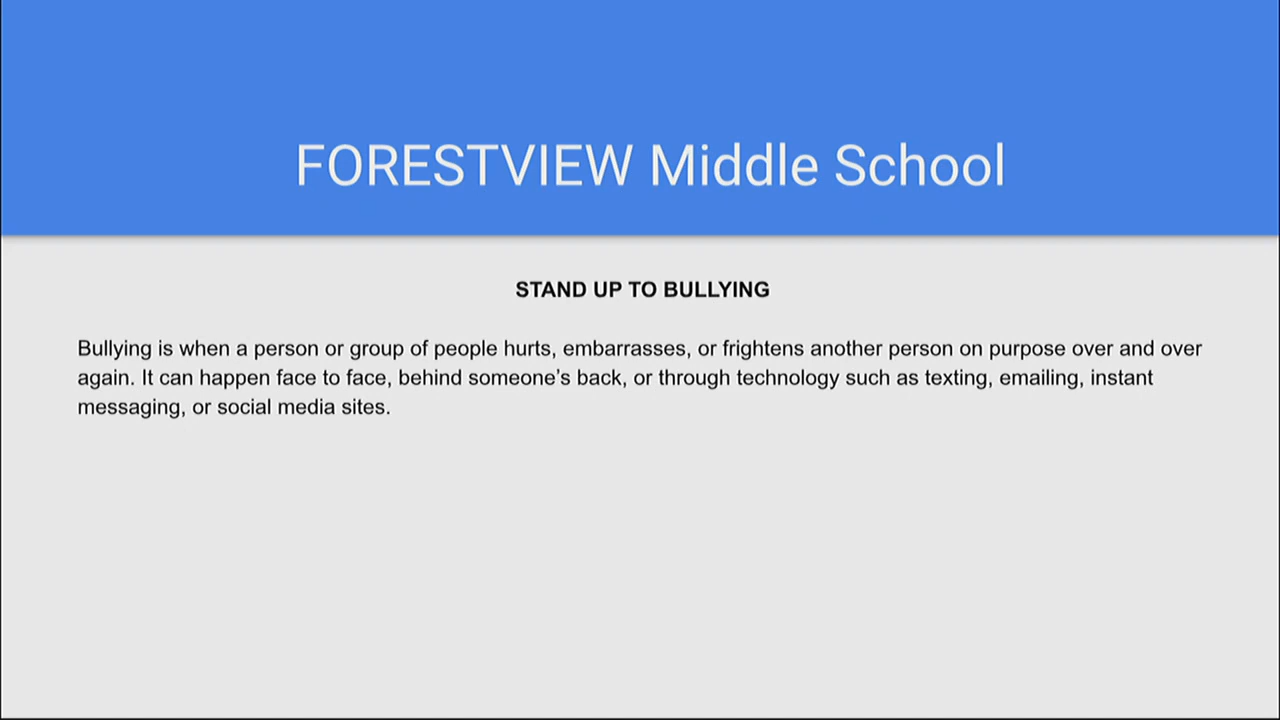 FORESTVIEW Middle School
STAND UP TO BULLYING
Bullying is when a person or group of people hurts, embarrasses, or frightens another person on purpose over and over
again. It can happen face to face, behind someone’s back, or through technology such as texting, emailing, instant
messaging, or social media sites.